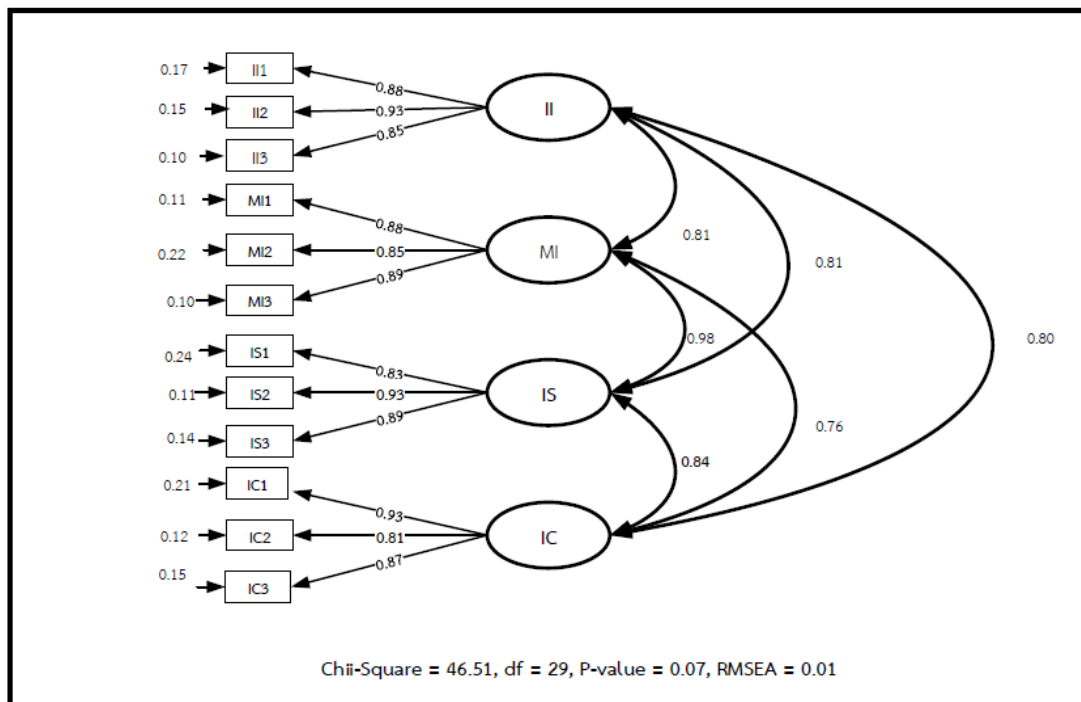 0.17 II1 0.88
0.15 II2 0.93 II
0.10 II3 0.85
0.11 MI1 0.88 0.81
0.22 MI2 0.85 MI 0.81
0.10 MI3 0.89
0.98 0.80
0.24 IS1 0.83
0.11 IS2 0.93 IS
0.14 IS3 0.89 0.76
0.84
0.21 IC1 0.93
0.12 IC2 0.81 IC
0.15 IC3 0.87
Chii-Square = 46.51, df = 29, P-value = 0.07, RMSEA = 0.01